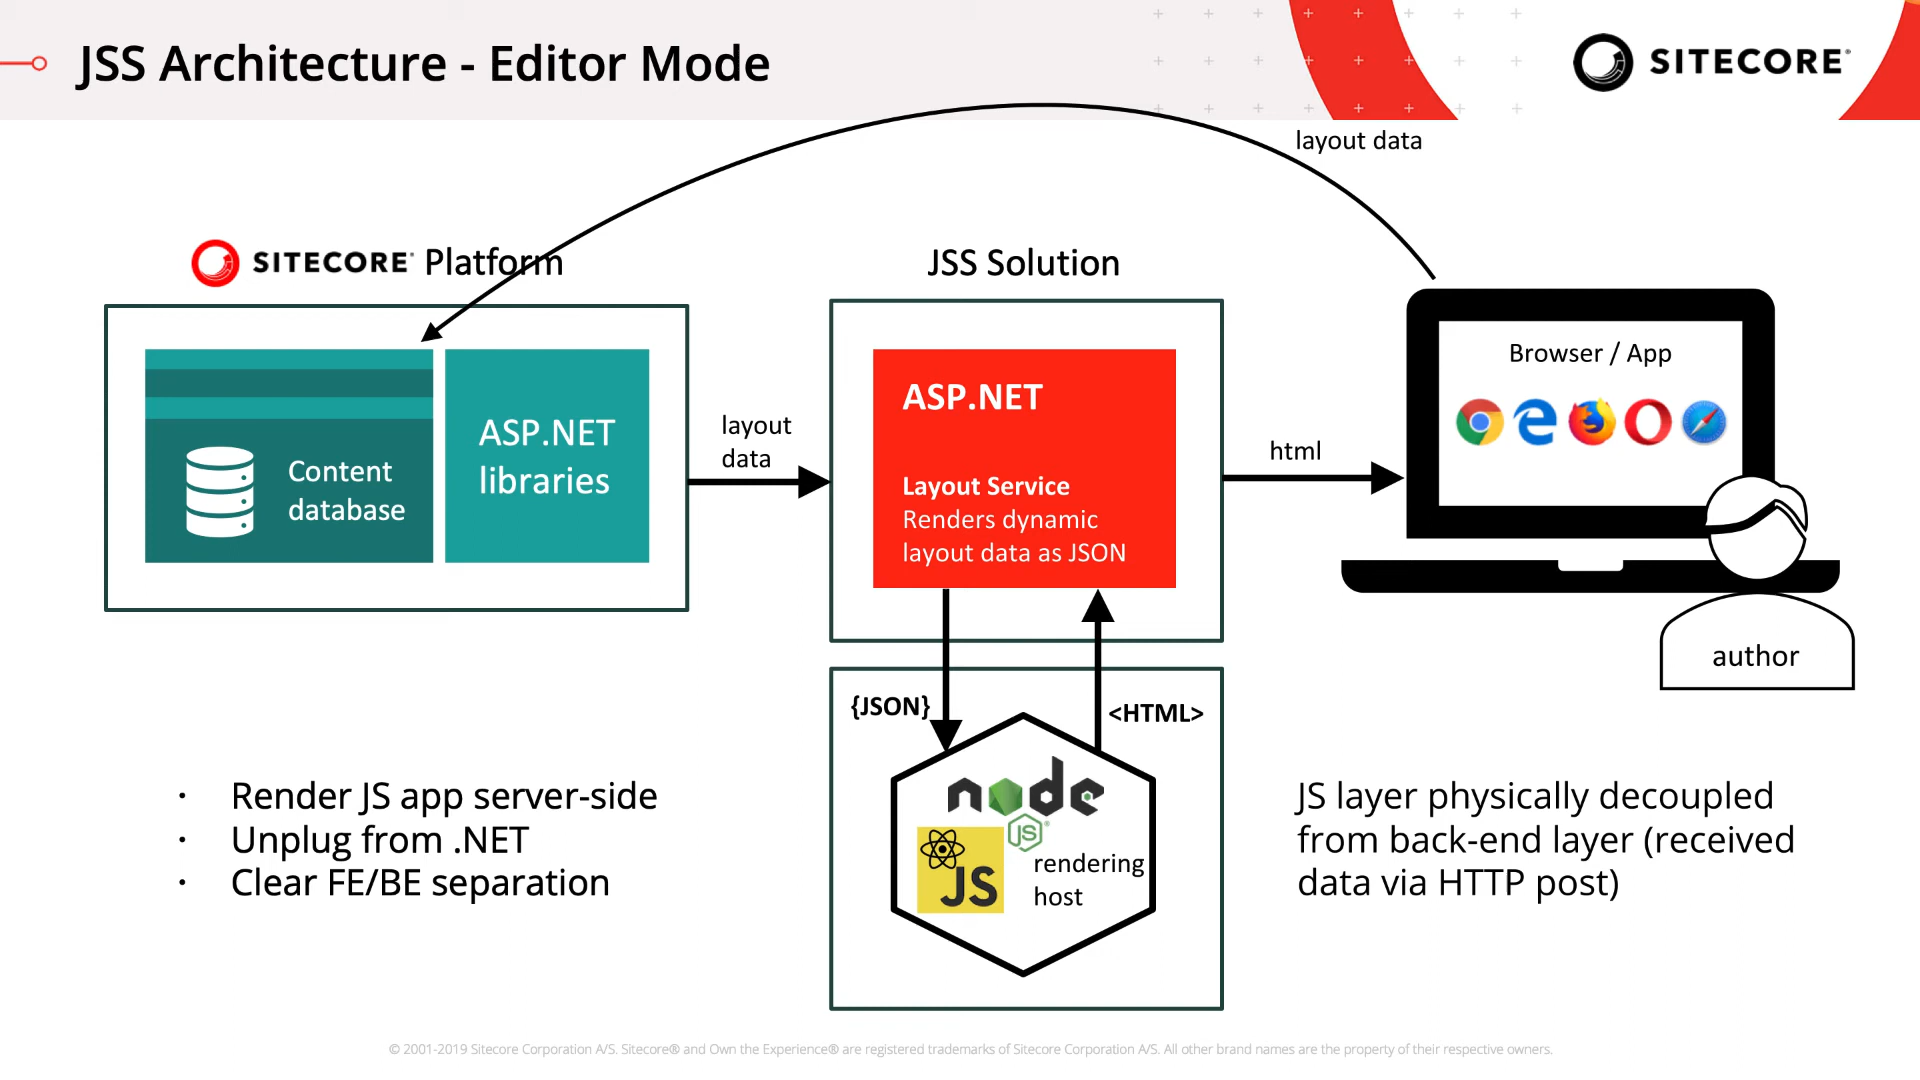 JSS Architecture - Editor Mode
SITECORE®
layout data
SITECORE® Platform
JSS Solution
Content
database
ASP.NET
libraries
layout
data
ASP.NET
Layout Service
Renders dynamic
layout data as JSON
html
Browser / App
author
{JSON}
<HTML>
node
JS
JS
rendering
host
· Render JS app server-side
· Unplug from .NET
· Clear FE/BE separation
JS layer physically decoupled
from back-end layer (received
data via HTTP post)
© 2001-2019 Sitecore Corporation A/S. Sitecore® and Own the Experience® are registered trademarks of Sitecore Corporation A/S. All other brand names are the property of their respective owners.